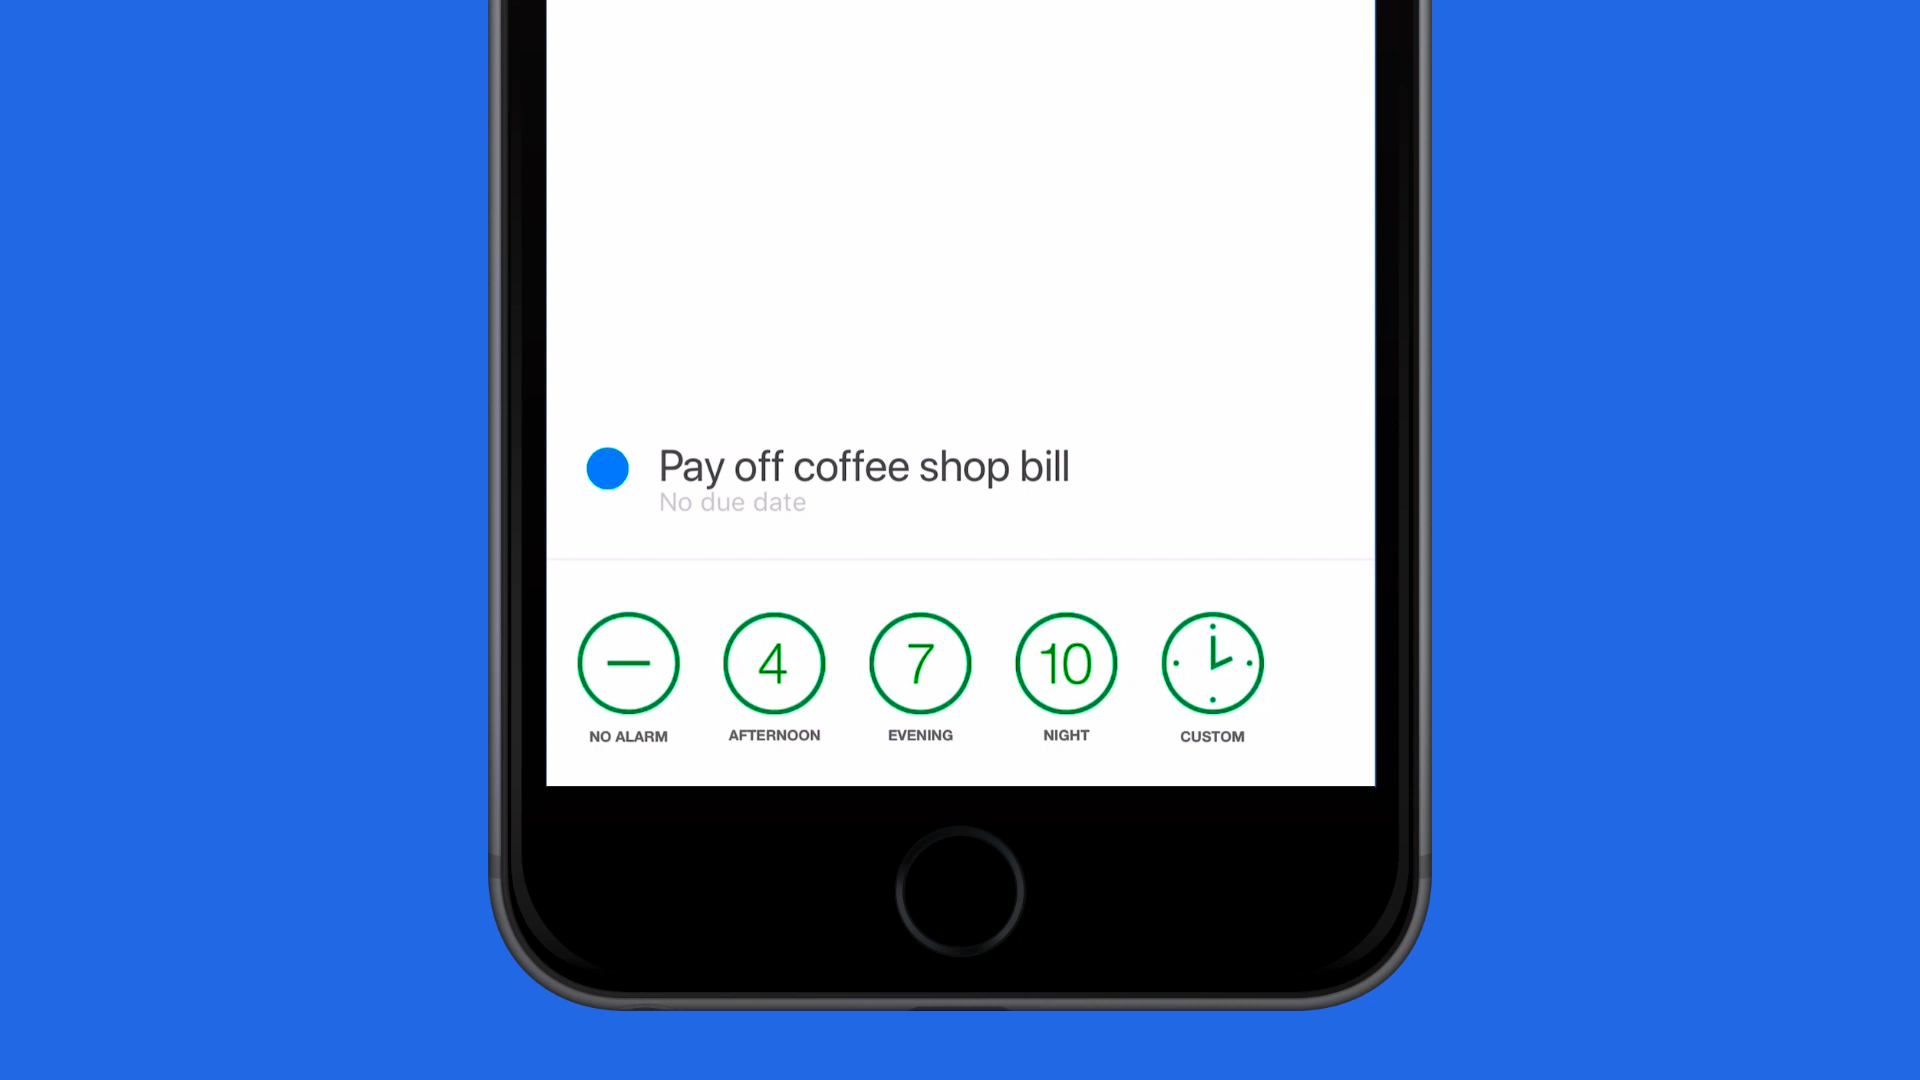 Pay off coffee shop bill
No due date
4 7 10
NO ALARM AFTERNOON EVENING NIGHT CUSTOM